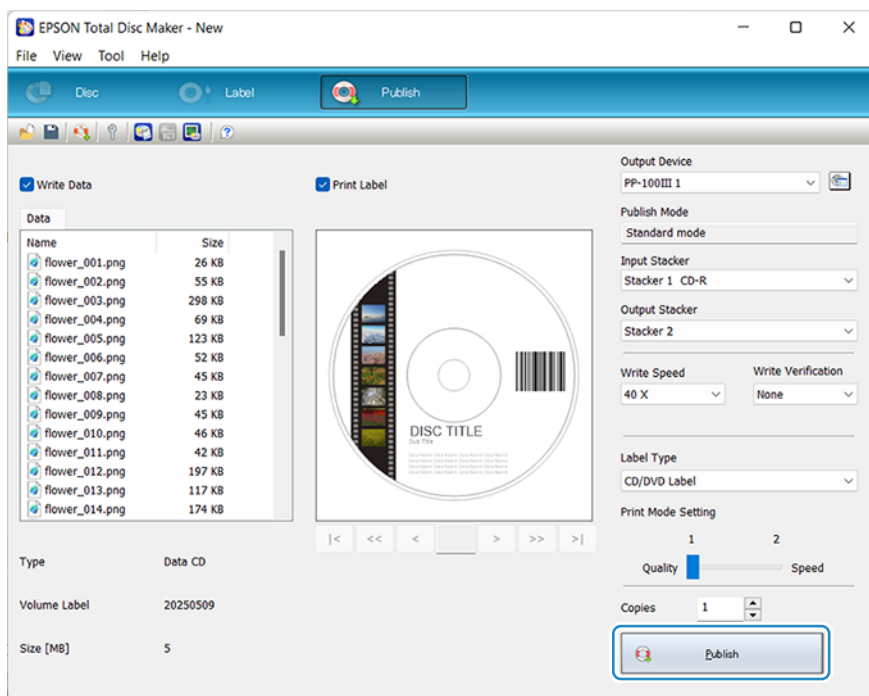 EPSON Total Disc Maker - New
File View Tool Help
Disc Label Publish
Write Data
Data
Name Size
flower_001.png 26 KB
flower_002.png 55 KB
flower_003.png 298 KB
flower_004.png 69 KB
flower_005.png 123 KB
flower_006.png 52 KB
flower_007.png 45 KB
flower_008.png 23 KB
flower_009.png 45 KB
flower_010.png 46 KB
flower_011.png 42 KB
flower_012.png 197 KB
flower_013.png 117 KB
flower_014.png 174 KB
Type Data CD
Volume Label 20250509
Size [MB] 5
Print Label
DISC TITLE
Sub Title
|< << < > >> >|
Output Device
PP-100III 1
Publish Mode
Standard mode
Input Stacker
Stacker 1 CD-R
Output Stacker
Stacker 2
Write Speed Write Verification
40 X None
Label Type
CD/DVD Label
Print Mode Setting
1 2
Quality Speed
Copies 1
Publish